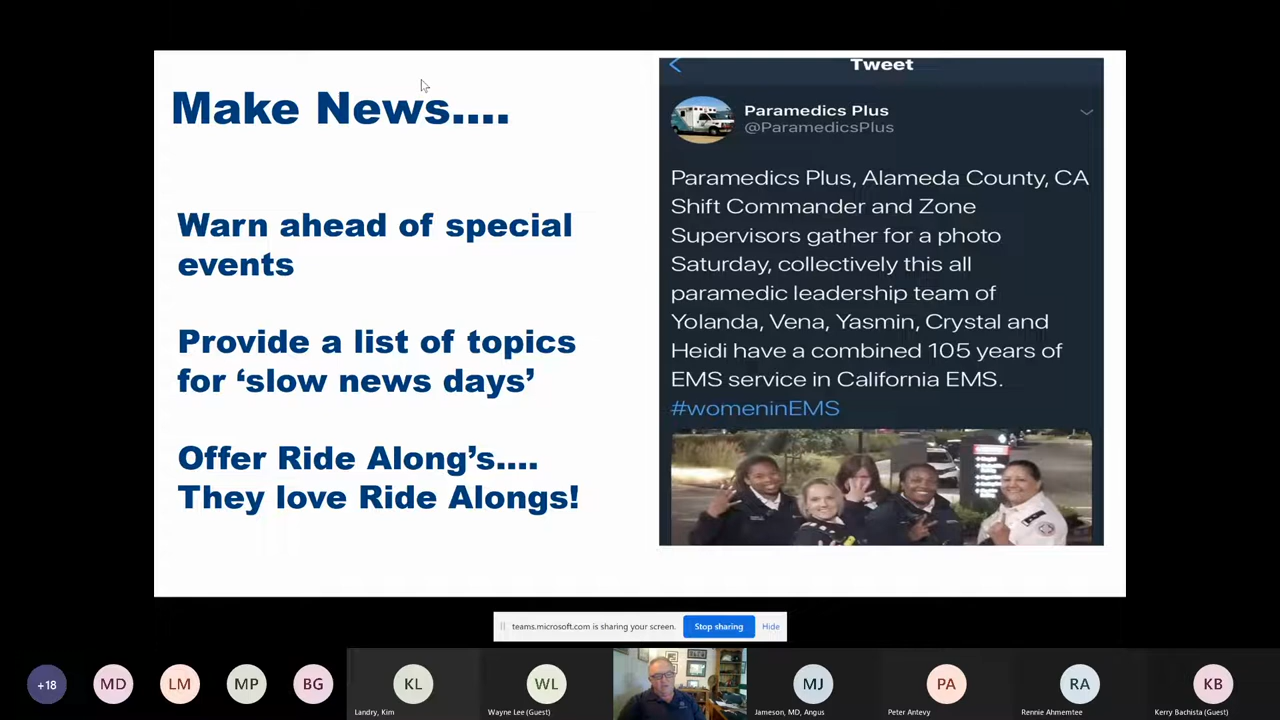 Make News....
Warn ahead of special
events
Provide a list of topics
for ‘slow news days’
Offer Ride Along’s....
They love Ride Alongs!
Tweet
Paramedics Plus
@ParamedicsPlus
Paramedics Plus, Alameda County, CA
Shift Commander and Zone
Supervisors gather for a photo
Saturday, collectively this all
paramedic leadership team of
Yolanda, Vena, Yasmin, Crystal and
Heidi have a combined 105 years of
EMS service in California EMS.
#womeninEMS
teams.microsoft.com is sharing your screen.
Stop sharing
Hide
+18
MD
LM
MP
BG
KL
Landry, Kim
WL
Wayne Lee (Guest)
MJ
Jameson, MD, Angus
PA
Peter Antevy
RA
Rennie Ahmemtee
KB
Kerry Bachista (Guest)